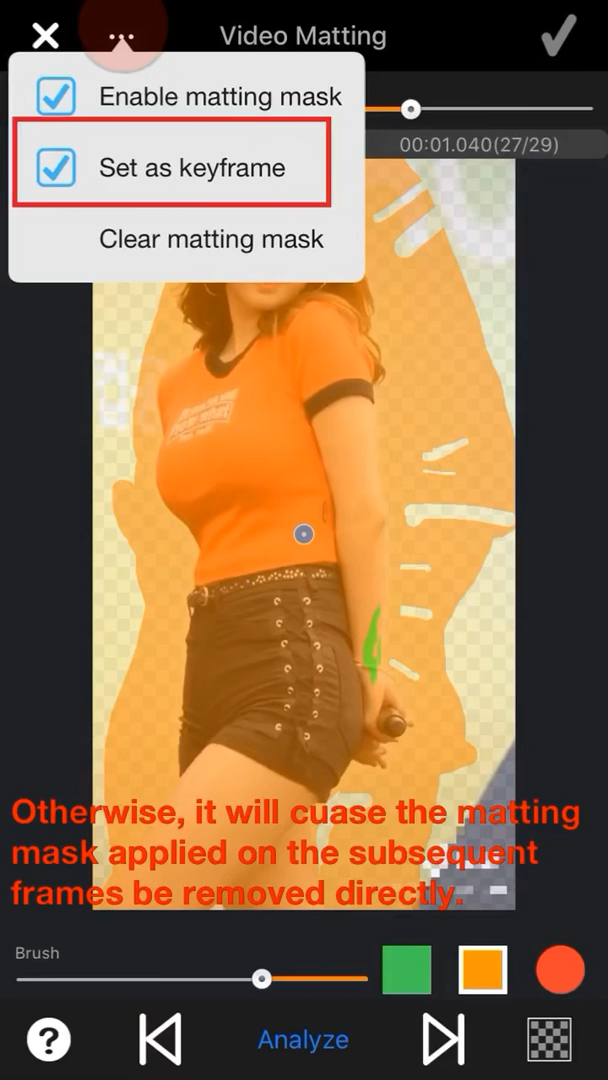 Video Matting
Enable matting mask
Set as keyframe
00:01.040(27/29)
Clear matting mask
Otherwise, it will cuase the matting
mask applied on the subsequent
frames be removed directly.
Brush
?
Analyze